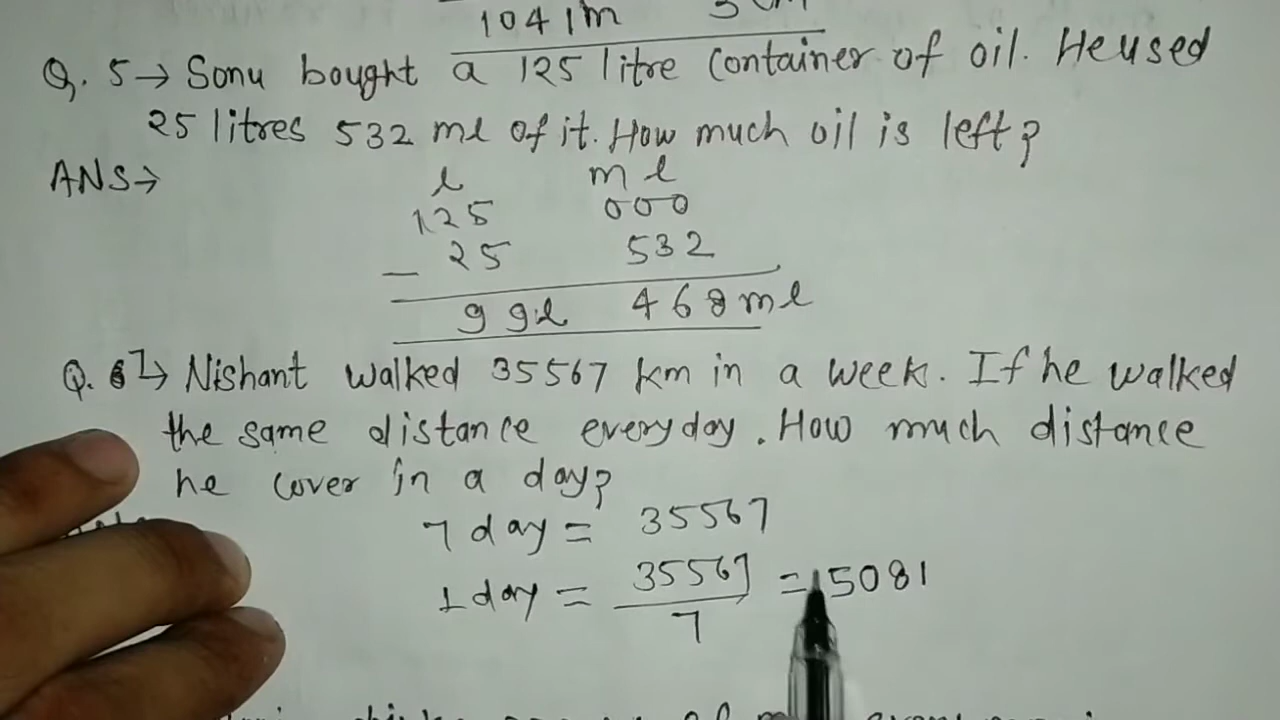 1041m 5cm
Q. 5→ Sonu bought a 125 litre container of oil. He used
25 litres 532 ml of it. How much oil is left?
ANS→
l ml
125 000
- 25 532
99l 468ml
Q. 6→ Nishant walked 35567 km in a week. If he walked
the same distance everyday. How much distance
he cover in a day?
7 day = 35567
1 day = 35567/7 = 5081